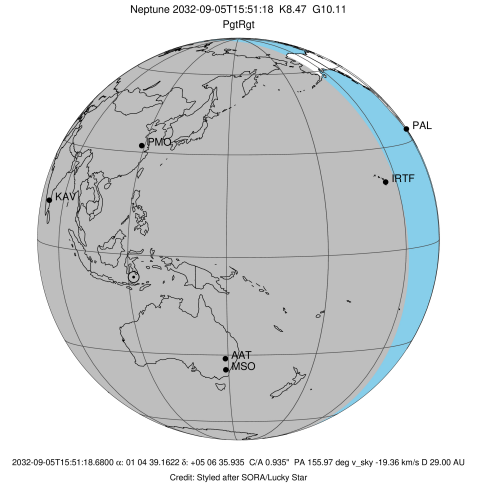 Neptune 2032-09-05T15:51:18 K8.47 G10.11
PgtRgt
PAL
PMO
IRTF
KAV
AAT
MSO
2032-09-05T15:51:18.6800 α: 01 04 39.1622 δ: +05 06 35.935 C/A 0.935" PA 155.97 deg v_sky -19.36 km/s D 29.00 AU
Credit: Styled after SORA/Lucky Star